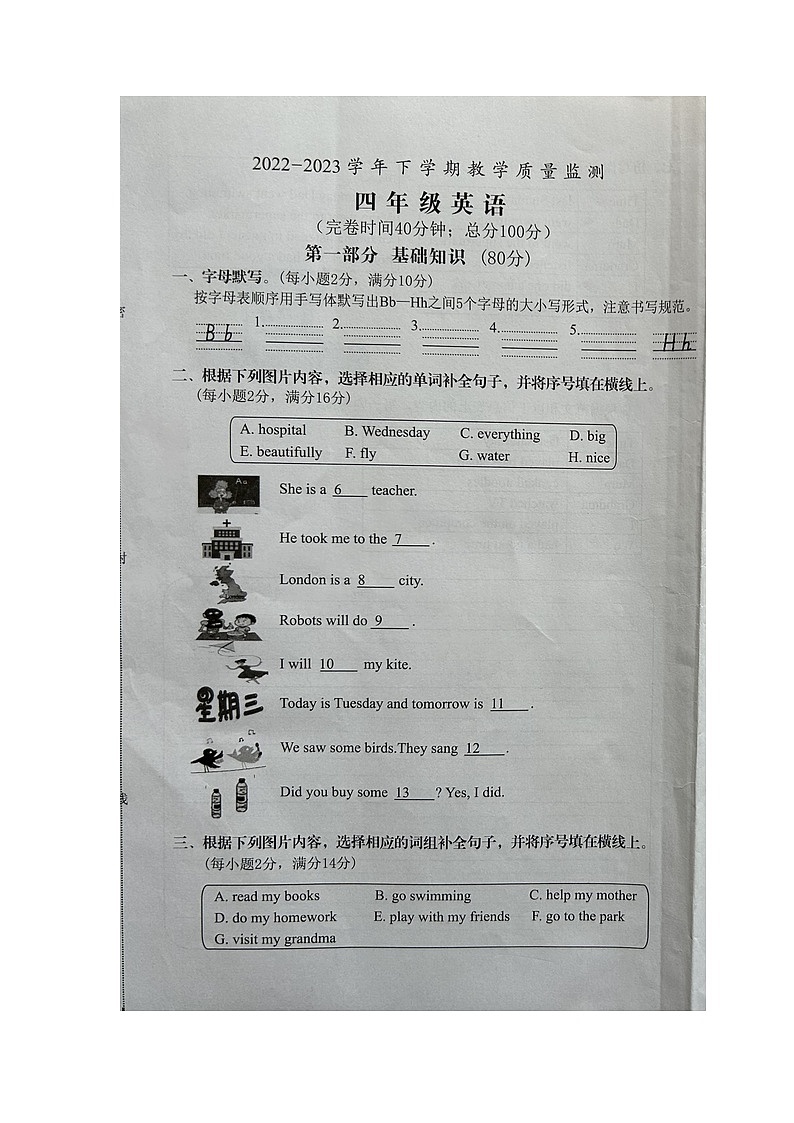 2022-2023学年下学期教学质量监测
四年级英语
（完卷时间40分钟；总分100分）
第一部分 基础知识 (80分)
一、字母默写。(每小题2分，满分10分)
按字母表顺序用手写体默写出Bb—Hh之间5个字母的大小写形式，注意书写规范。
B b 1. 2. 3. 4. 5. H h
二、根据下列图片内容，选择相应的单词补全句子，并将序号填在横线上。
(每小题2分，满分16分)
A. hospital B. Wednesday C. everything D. big
E. beautifully F. fly G. water H. nice
She is a 6 teacher.
He took me to the 7 .
London is a 8 city.
Robots will do 9 .
I will 10 my kite.
星期三 Today is Tuesday and tomorrow is 11 .
We saw some birds.They sang 12 .
Did you buy some 13 ? Yes, I did.
三、根据下列图片内容，选择相应的词组补全句子，并将序号填在横线上。
(每小题2分，满分14分)
A. read my books B. go swimming C. help my mother
D. do my homework E. play with my friends F. go to the park
G. visit my grandma